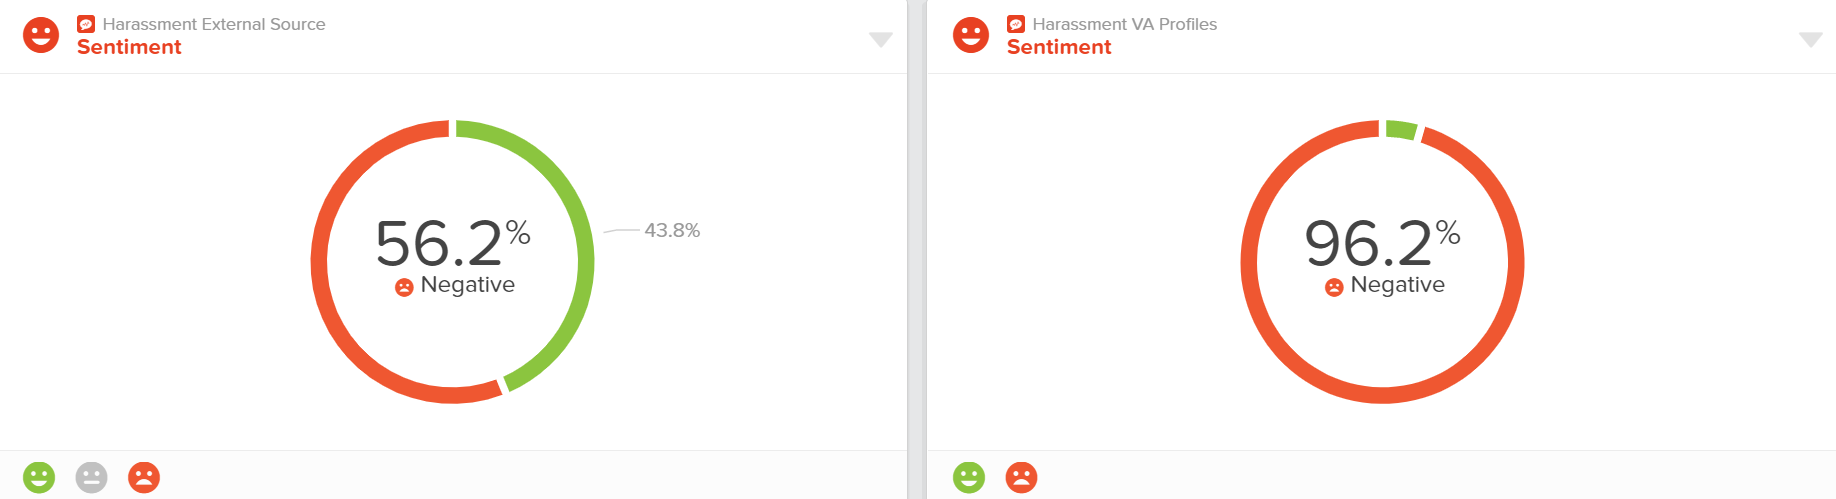 Harassment External Source
Sentiment
56.2%
Negative
43.8%
Harassment VA Profiles
Sentiment
96.2%
Negative